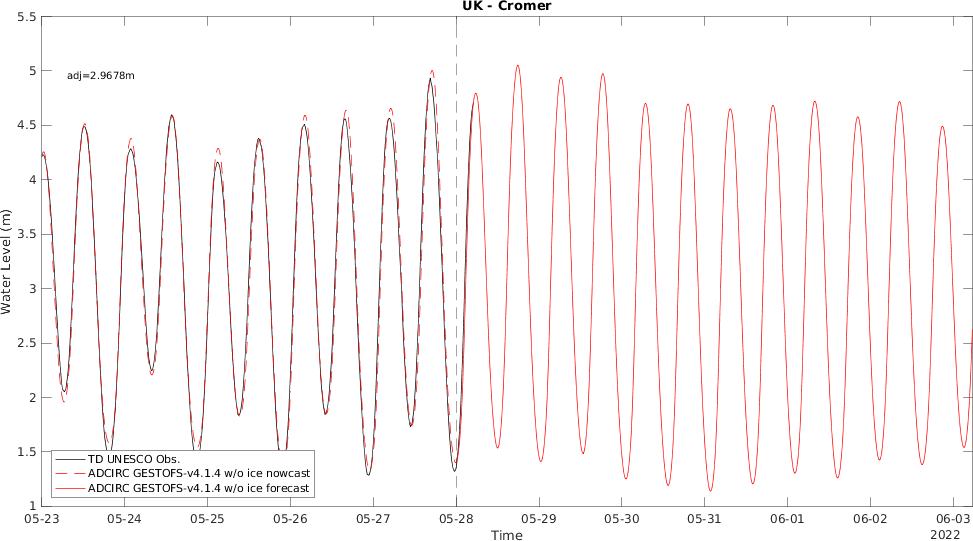 UK - Cromer
5.5
5
4.5
4
3.5
3
2.5
2
1.5
1
Water Level (m)
adj=2.9678m
TD UNESCO Obs.
ADCIRC GESTOFS-v4.1.4 w/o ice nowcast
ADCIRC GESTOFS-v4.1.4 w/o ice forecast
05-23 05-24 05-25 05-26 05-27 05-28 05-29 05-30 05-31 06-01 06-02 06-03
Time
2022